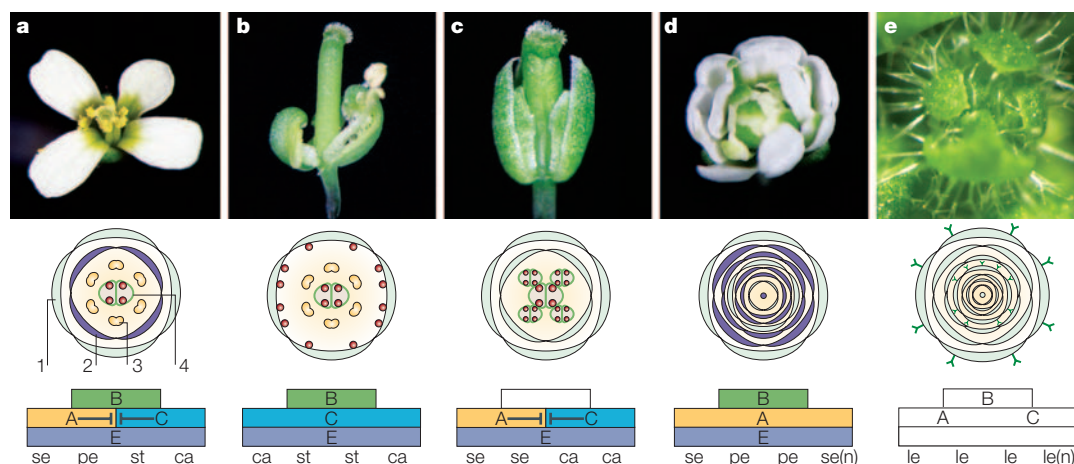 a b c d e
1 2 3 4
B B B B
A C C A C A A C
E E E E
se pe st ca ca st st ca se se ca ca se pe pe se(n) le le le le(n)